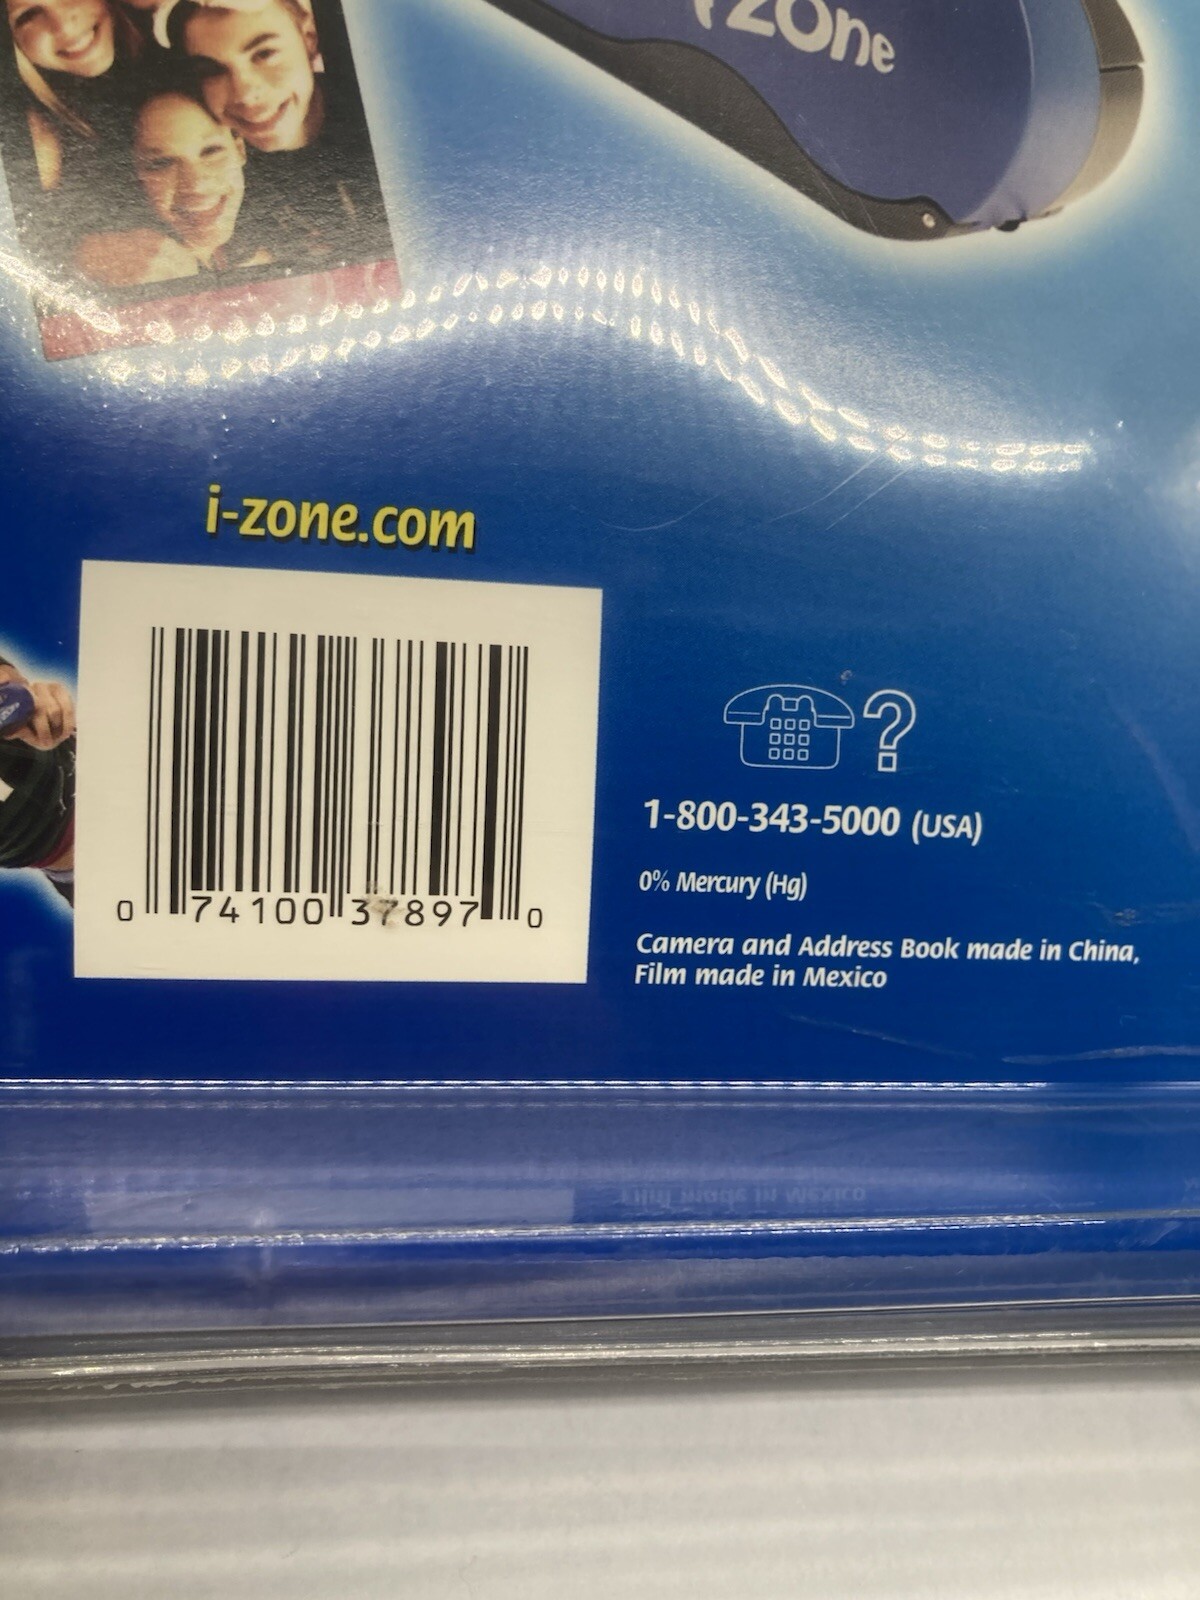 zone
i-zone.com
0 74100 37897 0
1-800-343-5000 (USA)
0% Mercury (Hg)
Camera and Address Book made in China,
Film made in Mexico